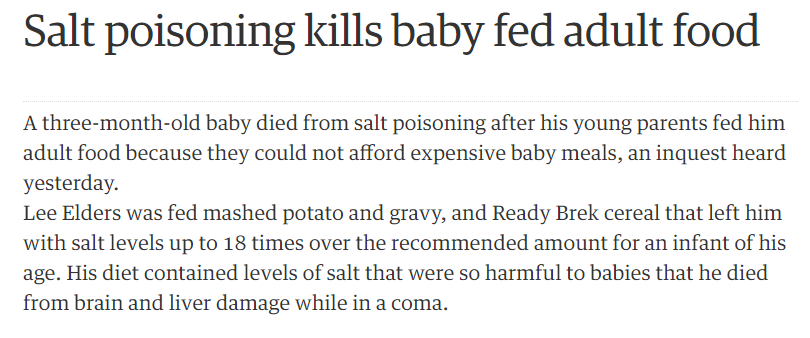 Salt poisoning kills baby fed adult food
A three-month-old baby died from salt poisoning after his young parents fed him
adult food because they could not afford expensive baby meals, an inquest heard
yesterday.
Lee Elders was fed mashed potato and gravy, and Ready Brek cereal that left him
with salt levels up to 18 times over the recommended amount for an infant of his
age. His diet contained levels of salt that were so harmful to babies that he died
from brain and liver damage while in a coma.